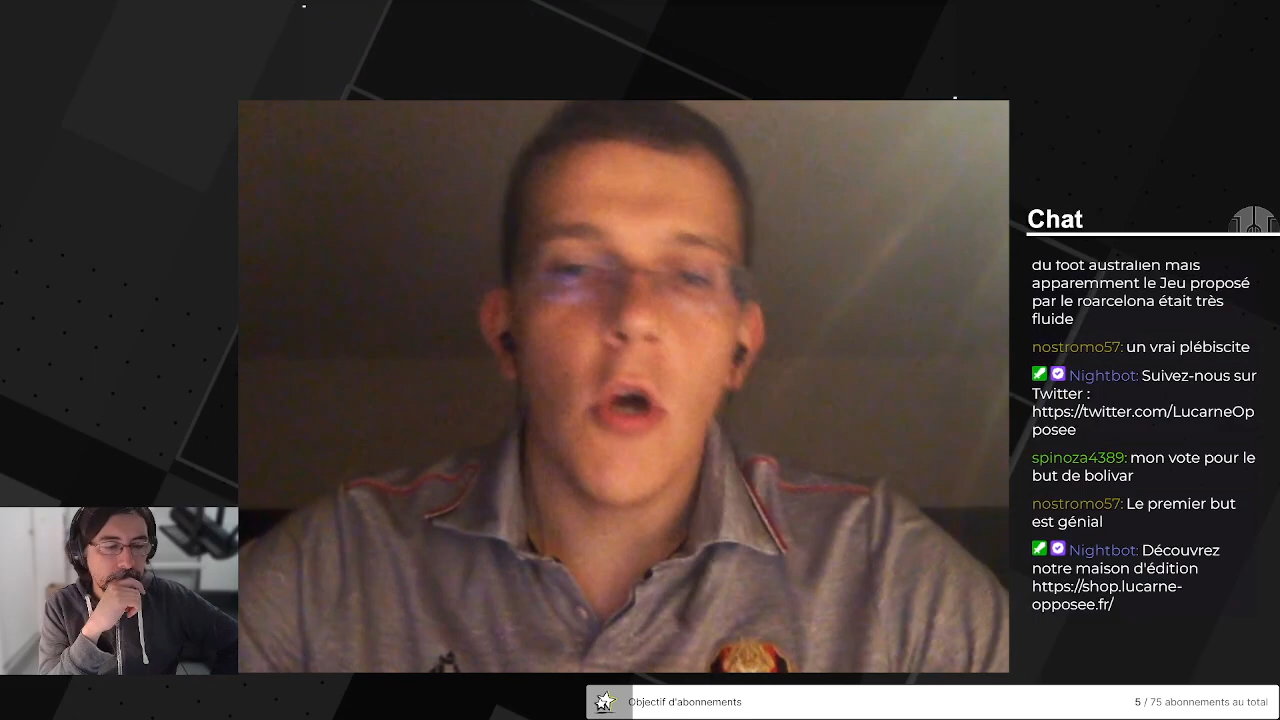 Chat
du foot australien mais
apparemment le Jeu proposé
par le roarcelona était très
fluide
nostromo57: un vrai plébiscite
Nightbot: Suivez-nous sur
Twitter :
https://twitter.com/LucarneOp
posee
spinoza4389: mon vote pour le
but de bolivar
nostromo57: Le premier but
est génial
Nightbot: Découvrez
notre maison d'édition
https://shop.lucarne-
opposee.fr/
Objectif d'abonnements
5 / 75 abonnements au total